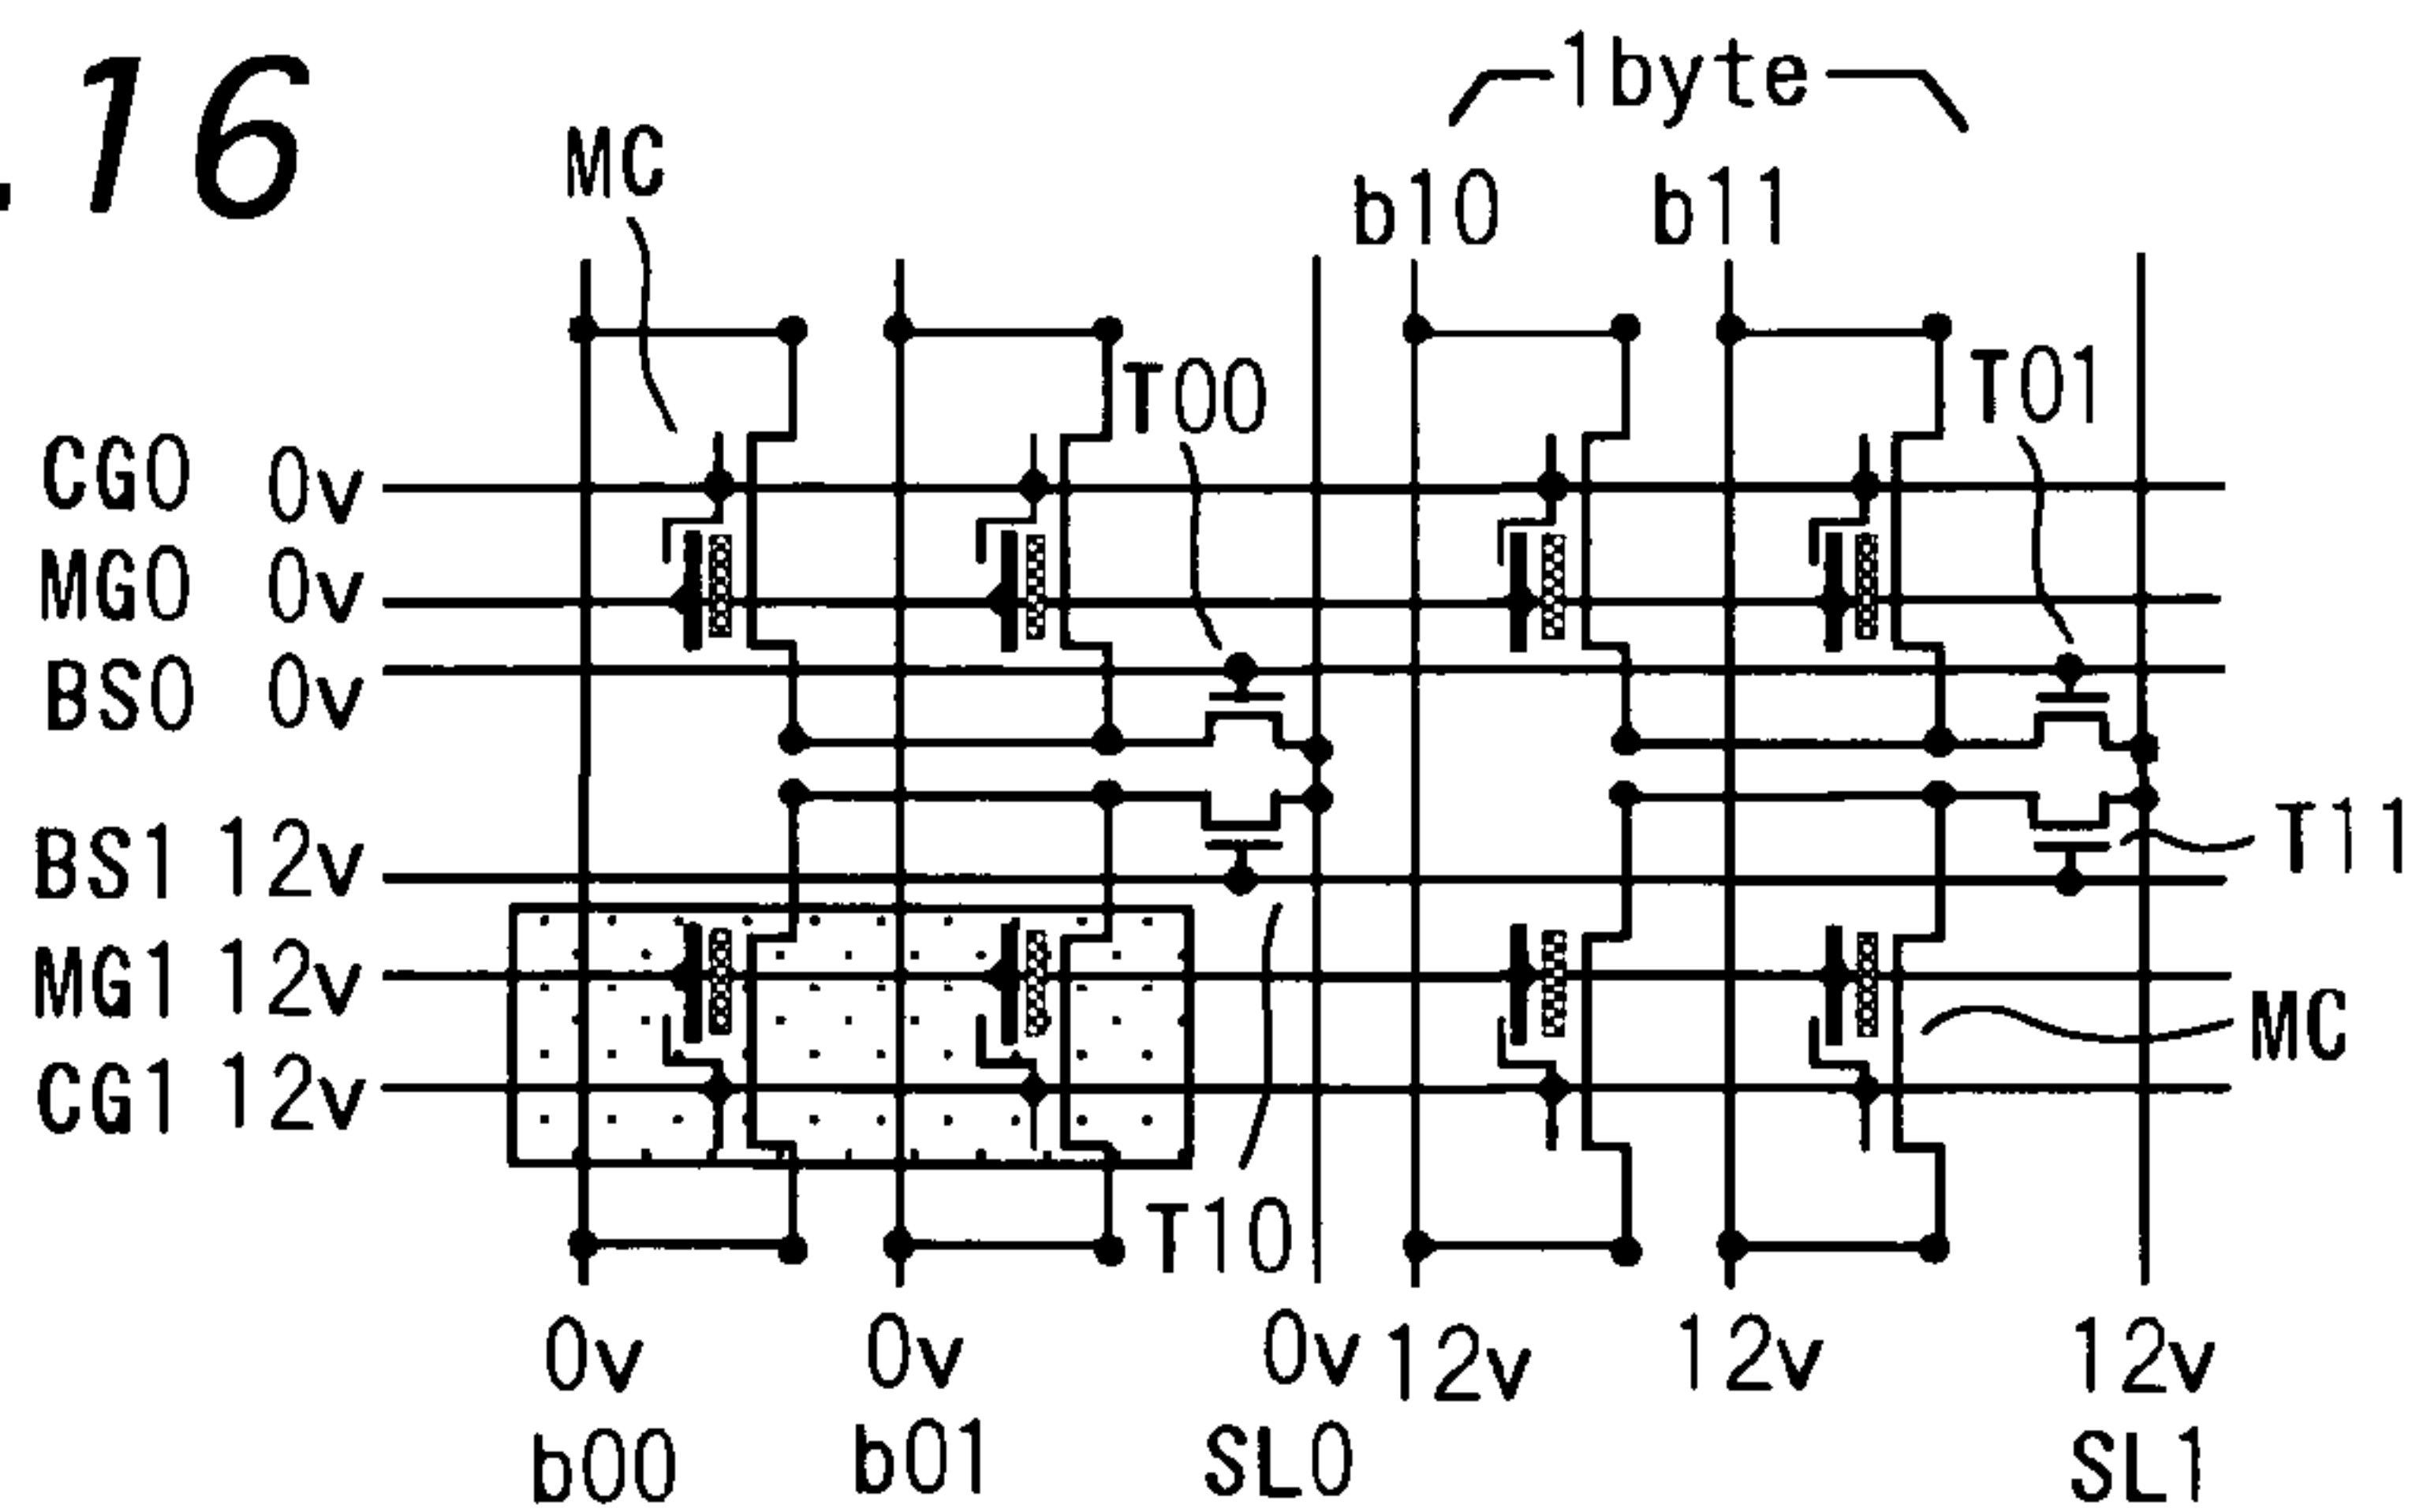 .16
1byte
MC
b10 b11
T00 T01
CG0 0v
MG0 0v
BS0 0v
BS1 12v
T11
MG1 12v
MC
CG1 12v
T10
0v 0v 0v 12v 12v 12v
b00 b01 SL0 SL1